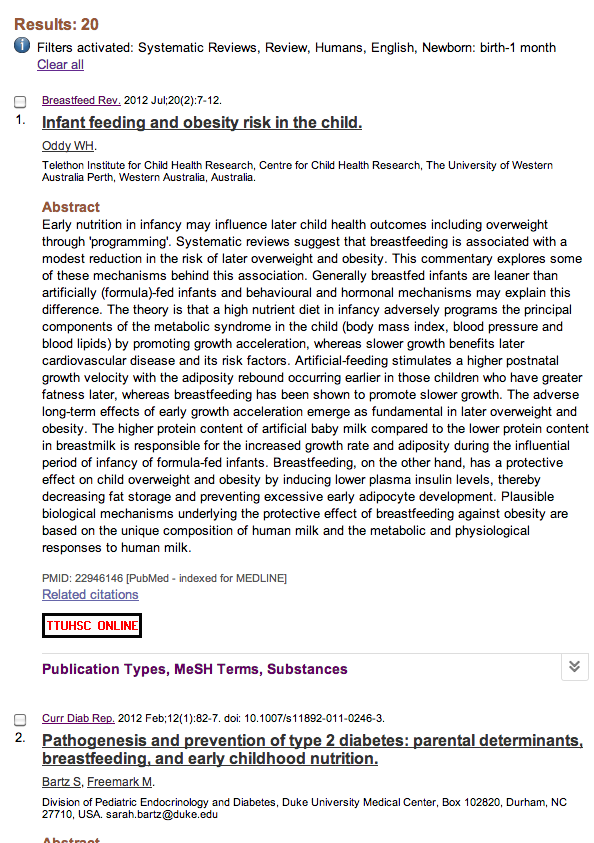 Results: 20
Filters activated: Systematic Reviews, Review, Humans, English, Newborn: birth-1 month
Clear all
Breastfeed Rev. 2012 Jul;20(2):7-12.
1. Infant feeding and obesity risk in the child.
Oddy WH.
Telethon Institute for Child Health Research, Centre for Child Health Research, The University of Western
Australia Perth, Western Australia, Australia.
Abstract
Early nutrition in infancy may influence later child health outcomes including overweight
through 'programming'. Systematic reviews suggest that breastfeeding is associated with a
modest reduction in the risk of later overweight and obesity. This commentary explores some
of these mechanisms behind this association. Generally breastfed infants are leaner than
artificially (formula)-fed infants and behavioural and hormonal mechanisms may explain this
difference. The theory is that a high nutrient diet in infancy adversely programs the principal
components of the metabolic syndrome in the child (body mass index, blood pressure and
blood lipids) by promoting growth acceleration, whereas slower growth benefits later
cardiovascular disease and its risk factors. Artificial-feeding stimulates a higher postnatal
growth velocity with the adiposity rebound occurring earlier in those children who have greater
fatness later, whereas breastfeeding has been shown to promote slower growth. The adverse
long-term effects of early growth acceleration emerge as fundamental in later overweight and
obesity. The higher protein content of artificial baby milk compared to the lower protein content
in breastmilk is responsible for the increased growth rate and adiposity during the influential
period of infancy of formula-fed infants. Breastfeeding, on the other hand, has a protective
effect on child overweight and obesity by inducing lower plasma insulin levels, thereby
decreasing fat storage and preventing excessive early adipocyte development. Plausible
biological mechanisms underlying the protective effect of breastfeeding against obesity are
based on the unique composition of human milk and the metabolic and physiological
responses to human milk.
PMID: 22946146 [PubMed - indexed for MEDLINE]
Related citations
TTUHSC ONLINE
Publication Types, MeSH Terms, Substances
Curr Diab Rep. 2012 Feb;12(1):82-7. doi: 10.1007/s11892-011-0246-3.
2. Pathogenesis and prevention of type 2 diabetes: parental determinants,
breastfeeding, and early childhood nutrition.
Bartz S, Freemark M.
Division of Pediatric Endocrinology and Diabetes, Duke University Medical Center, Box 102820, Durham, NC
27710, USA. sarah.bartz@duke.edu
Abstract